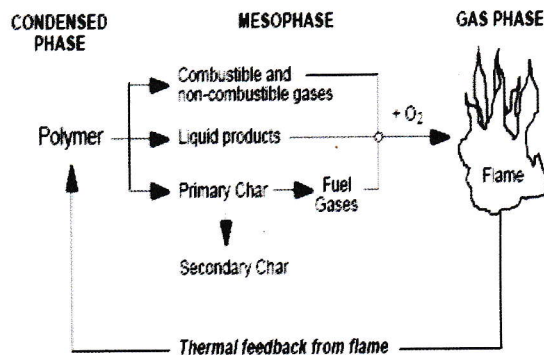 CONDENSED PHASE
MESOPHASE
GAS PHASE
Combustible and
non-combustible gases
Polymer
Liquid products
+ O₂
Primary Char
Fuel
Gases
Flame
Secondary Char
Thermal feedback from flame